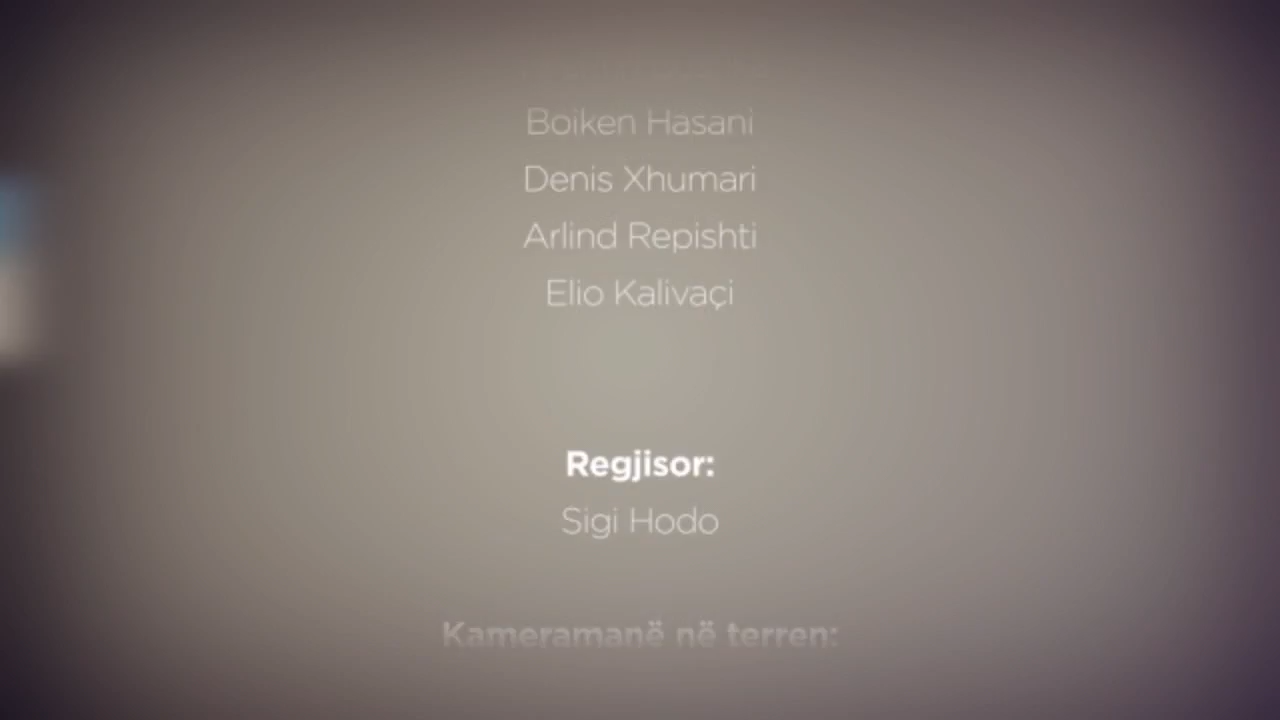 Boiken Hasani
Denis Xhumari
Arlind Repishti
Elio Kalivaçi
Regjisor:
Sigi Hodo
Kameramanë në terren: